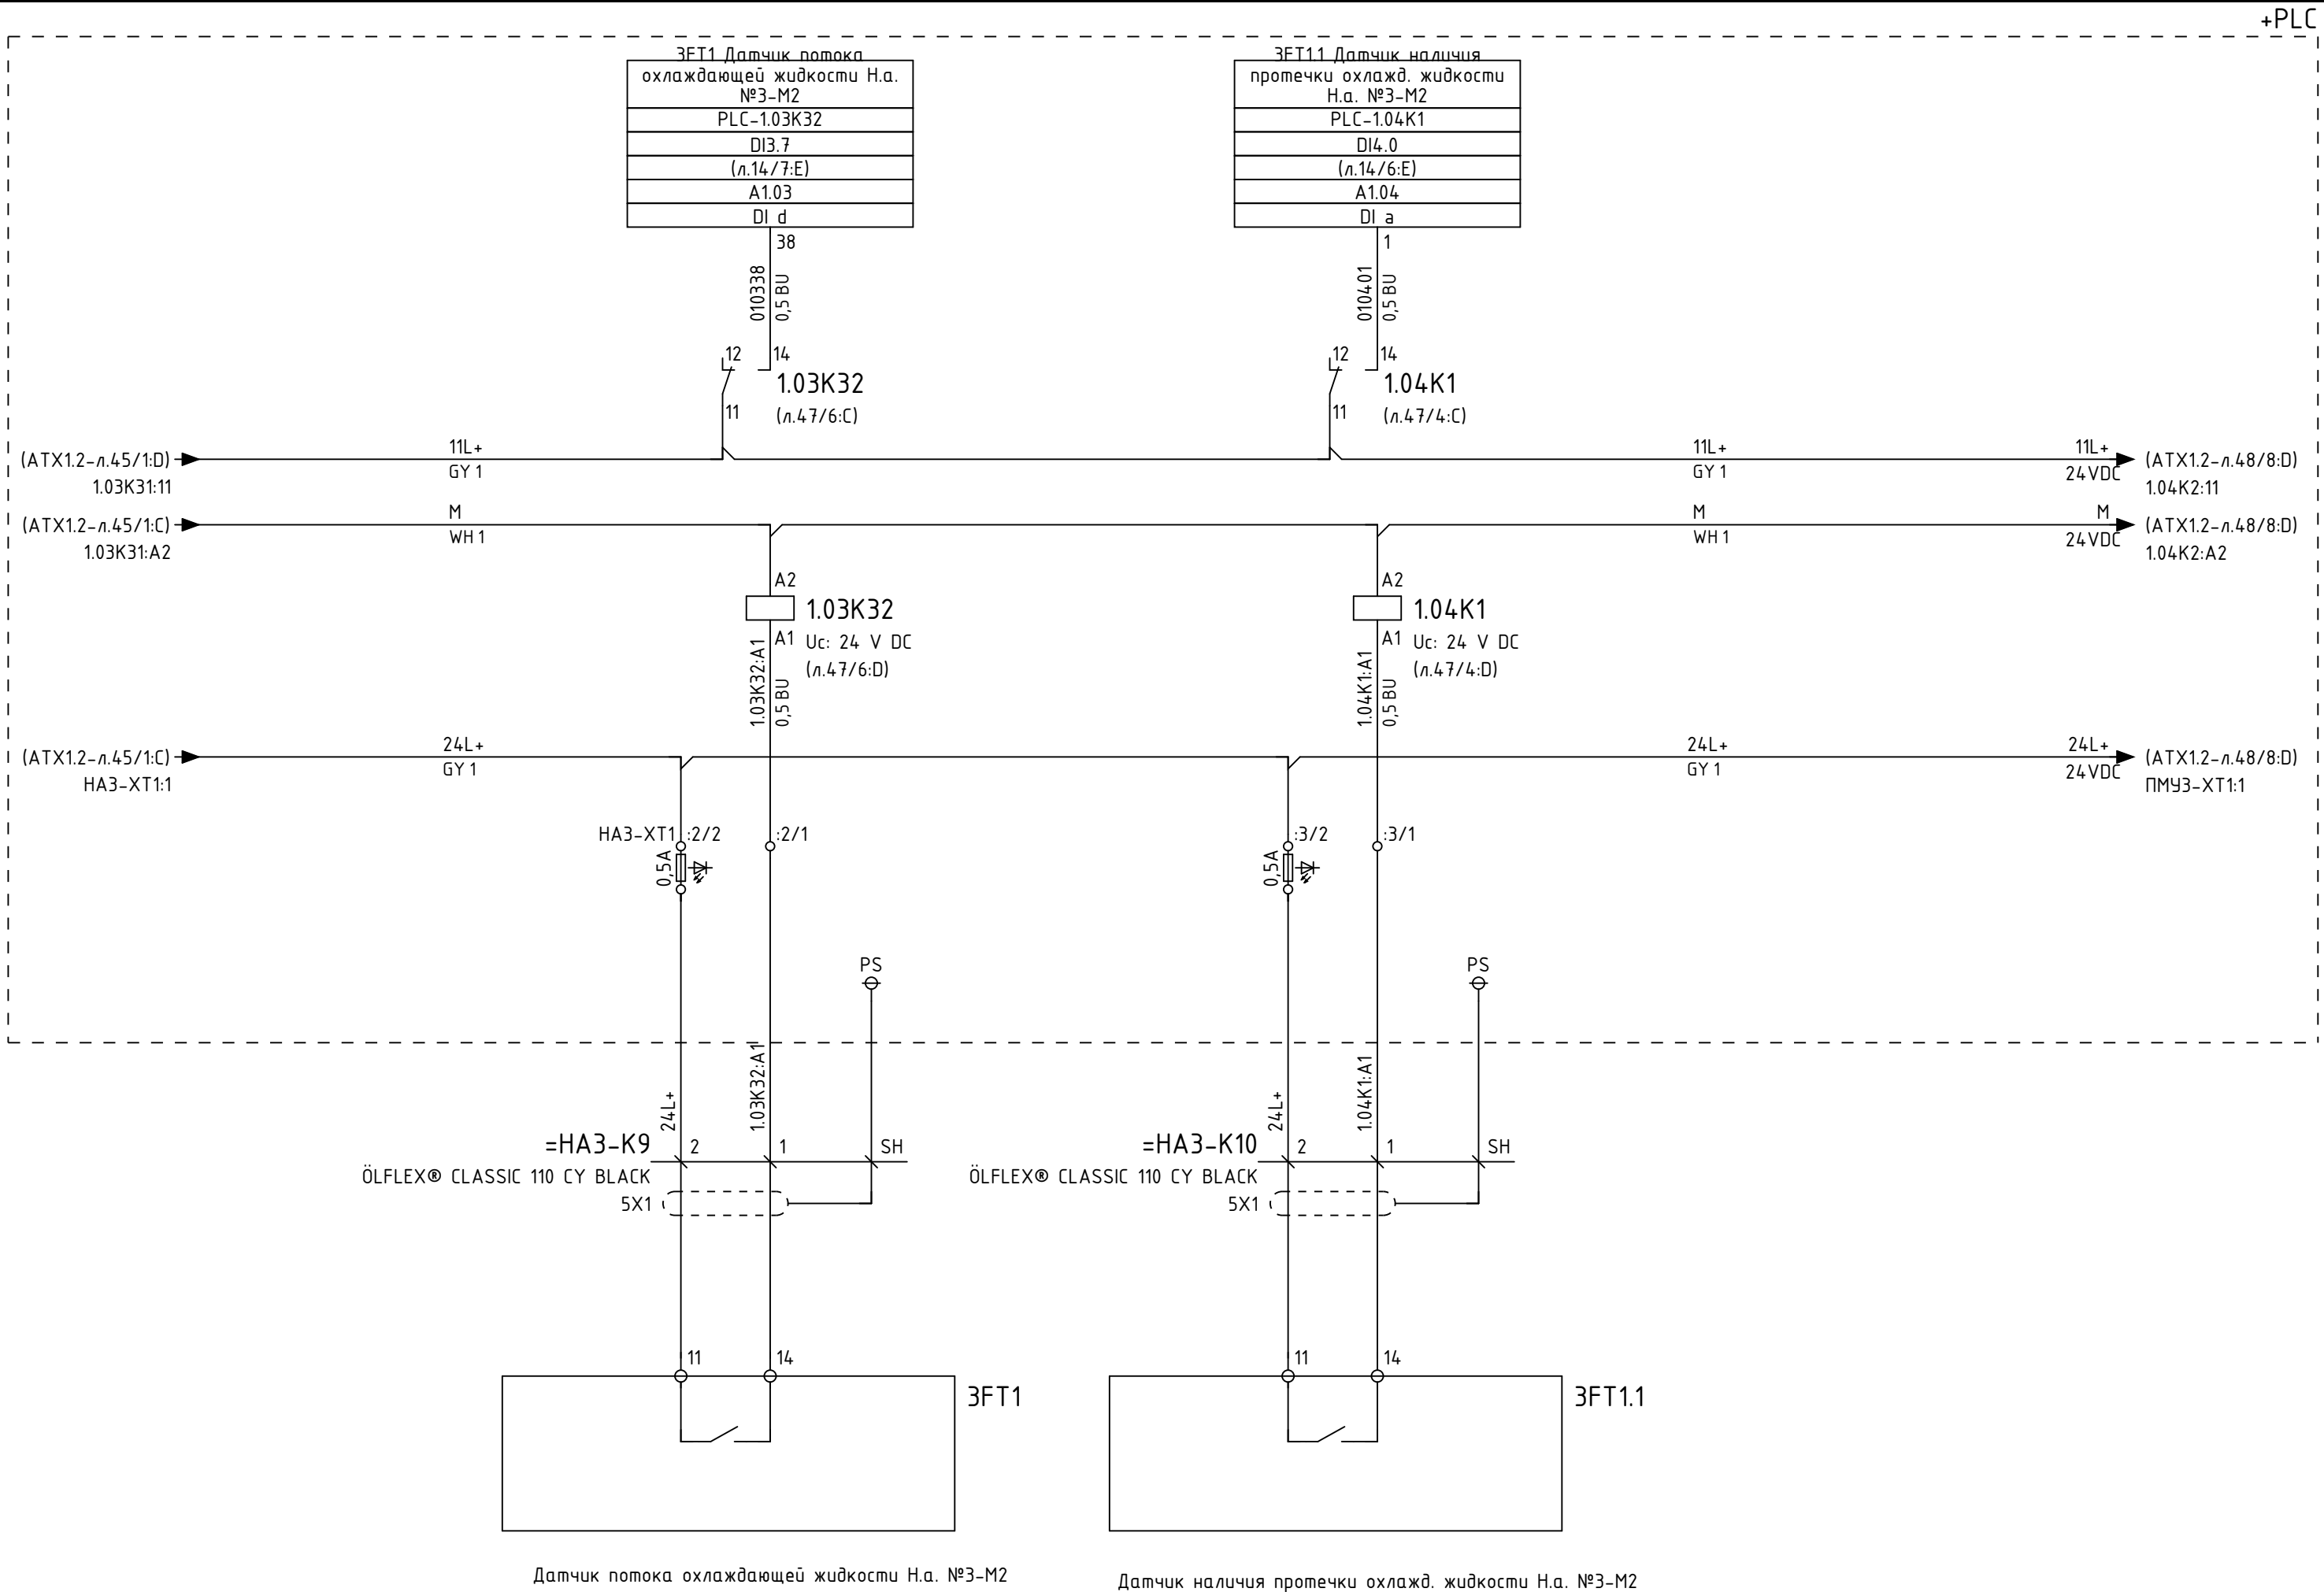 +PLC
3FT1 Датчик потока
охлаждающей жидкости Н.а.
№3-М2
PLC-1.03K32
DI3.7
(л.14/7:E)
A1.03
DI d
38
010338
0,5 BU
12
14
1.03K32
(л.47/6:C)
11
3FT1.1 Датчик наличия
протечки охлажд. жидкости
Н.а. №3-М2
PLC-1.04K1
DI4.0
(л.14/6:E)
A1.04
DI a
1
010401
0,5 BU
12
14
1.04K1
(л.47/4:C)
11
(ATX1.2-л.45/1:D)
1.03K31:11
11L+
GY 1
11L+
GY 1
11L+
24VDC
(ATX1.2-л.48/8:D)
1.04K2:11
(ATX1.2-л.45/1:C)
1.03K31:A2
M
WH 1
M
WH 1
M
24VDC
(ATX1.2-л.48/8:D)
1.04K2:A2
A2
1.03K32
A1
Uc: 24 V DC
(л.47/6:D)
1.03K32:A1
0,5 BU
A2
1.04K1
A1
Uc: 24 V DC
(л.47/4:D)
1.04K1:A1
0,5 BU
(ATX1.2-л.45/1:C)
НА3-XT1:1
24L+
GY 1
24L+
GY 1
24L+
24VDC
(ATX1.2-л.48/8:D)
ПМУ3-XT1:1
НА3-XT1
:2/2
:2/1
0,5A
:3/2
:3/1
0,5A
PS
PS
24L+
1.03K32:A1
24L+
1.04K1:A1
=НА3-K9
2
1
SH
ÖLFLEX® CLASSIC 110 CY BLACK
5X1
=НА3-K10
2
1
SH
ÖLFLEX® CLASSIC 110 CY BLACK
5X1
11
14
3FT1
11
14
3FT1.1
Датчик потока охлаждающей жидкости Н.а. №3-М2
Датчик наличия протечки охлажд. жидкости Н.а. №3-М2